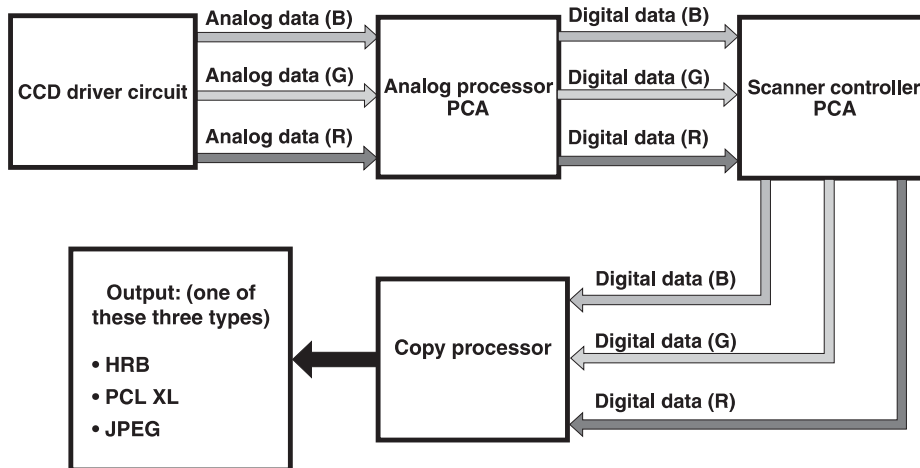 Analog data (B)
Analog data (G)
Analog data (R)
CCD driver circuit
Analog processor
PCA
Digital data (B)
Digital data (G)
Digital data (R)
Scanner controller
PCA
Digital data (B)
Digital data (G)
Digital data (R)
Copy processor
Output: (one of
these three types)
• HRB
• PCL XL
• JPEG